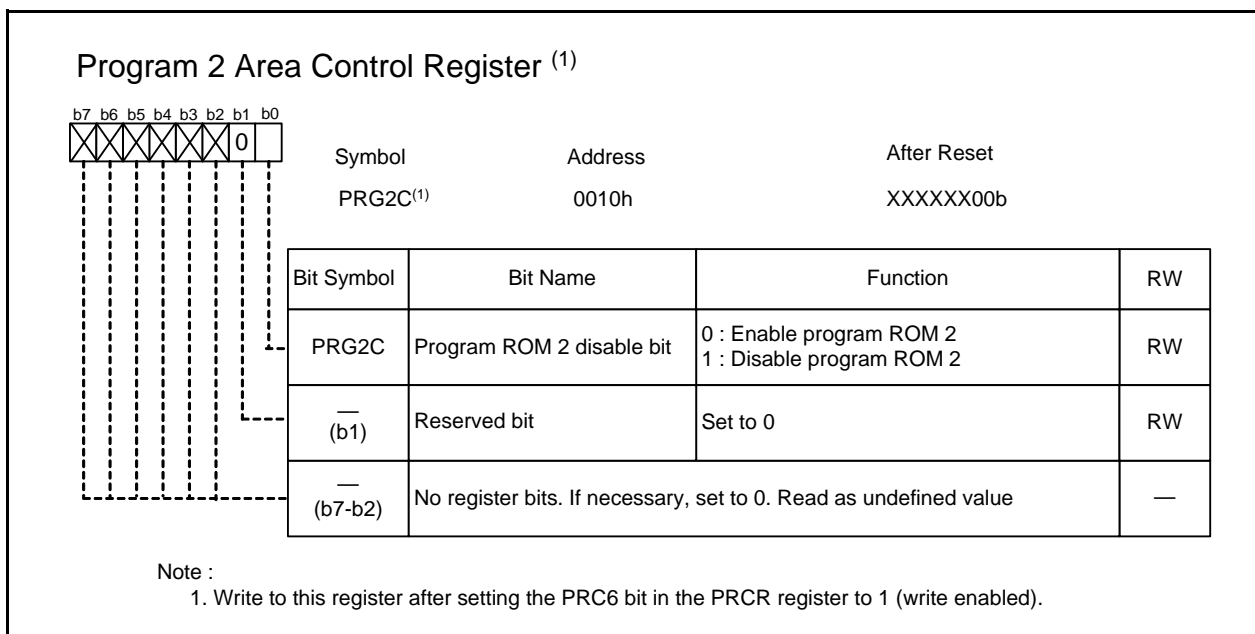 Program 2 Area Control Register (1)
b7 b6 b5 b4 b3 b2 b1 b0
0
Symbol Address After Reset
PRG2C(1) 0010h XXXXXX00b
Bit Symbol Bit Name Function RW
PRG2C Program ROM 2 disable bit 0 : Enable program ROM 2
1 : Disable program ROM 2 RW
—
(b1) Reserved bit Set to 0 RW
—
(b7-b2) No register bits. If necessary, set to 0. Read as undefined value —
Note :
1. Write to this register after setting the PRC6 bit in the PRCR register to 1 (write enabled).